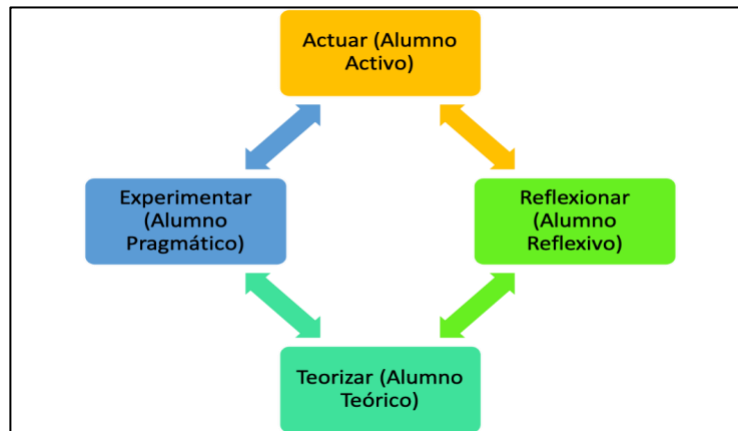 Actuar (Alumno
Activo)
Experimentar
(Alumno
Pragmático)
Reflexionar
(Alumno
Reflexivo)
Teorizar (Alumno
Teórico)